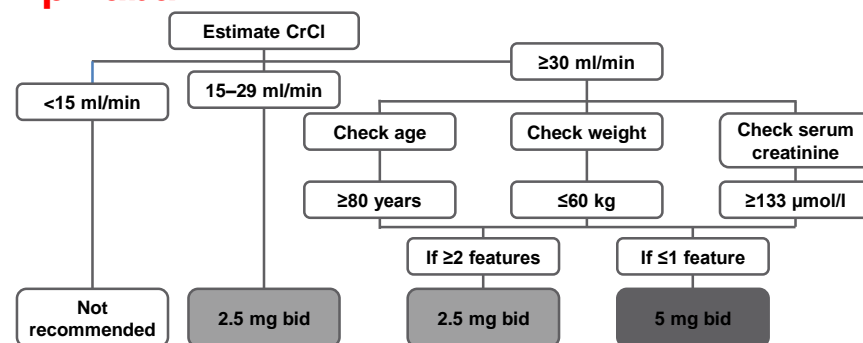 Estimate CrCl
<15 ml/min
15–29 ml/min
≥30 ml/min
Check age
Check weight
Check serum
creatinine
≥80 years
≤60 kg
≥133 µmol/l
If ≥2 features
If ≤1 feature
Not
recommended
2.5 mg bid
2.5 mg bid
5 mg bid